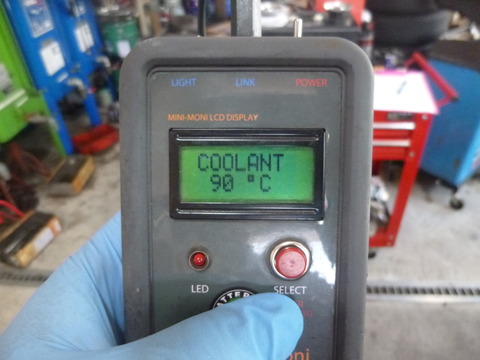 LIGHT LINK POWER
MINI-MONI LCD DISPLAY
COOLANT
90 °C
LED SELECT